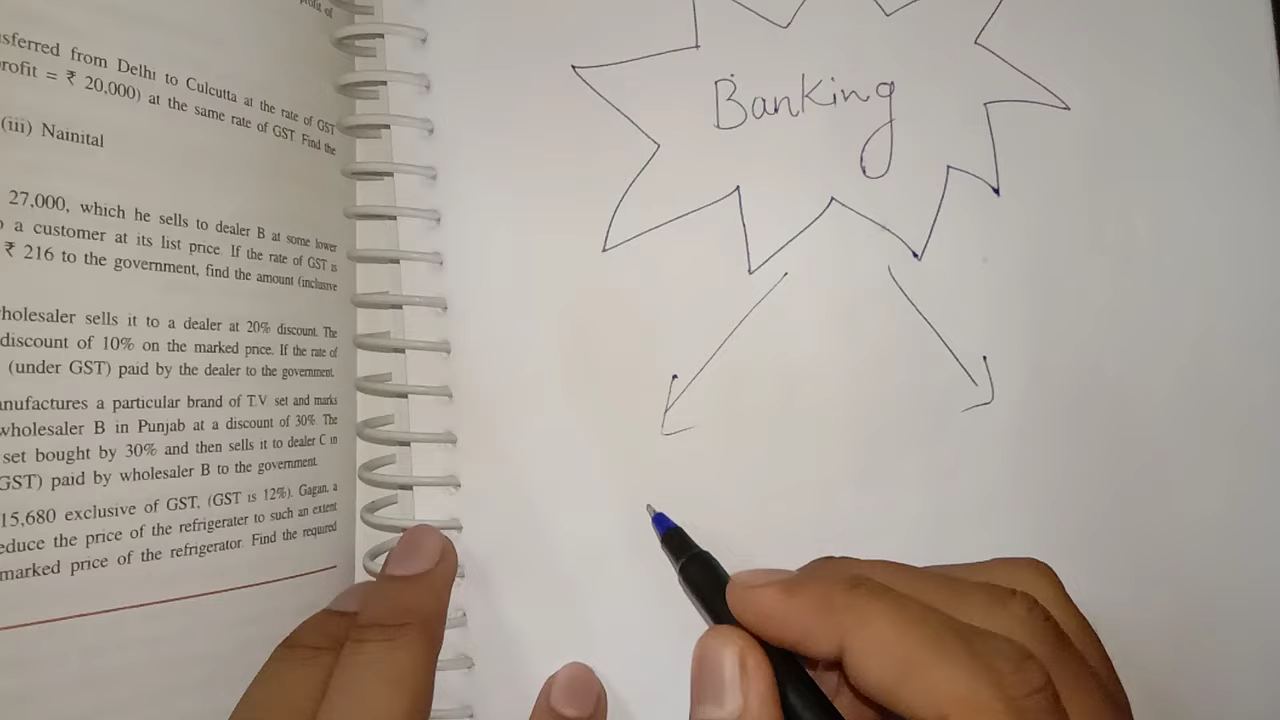 sferred from Delhi to Culcutta at the rate of GST
rofit = ₹ 20,000) at the same rate of GST Find the
(iii) Nainital
27,000, which he sells to dealer B at some lower
a customer at its list price. If the rate of GST is
₹ 216 to the government, find the amount (inclusive
holesaler sells it to a dealer at 20% discount. The
discount of 10% on the marked price. If the rate of
(under GST) paid by the dealer to the government.
anufactures a particular brand of T.V set and marks
wholesaler B in Punjab at a discount of 30%. The
set bought by 30% and then sells it to dealer C in
GST) paid by wholesaler B to the government.
15,680 exclusive of GST, (GST is 12%). Gagan, a
educe the price of the refrigerater to such an extent
marked price of the refrigerator. Find the required
Banking